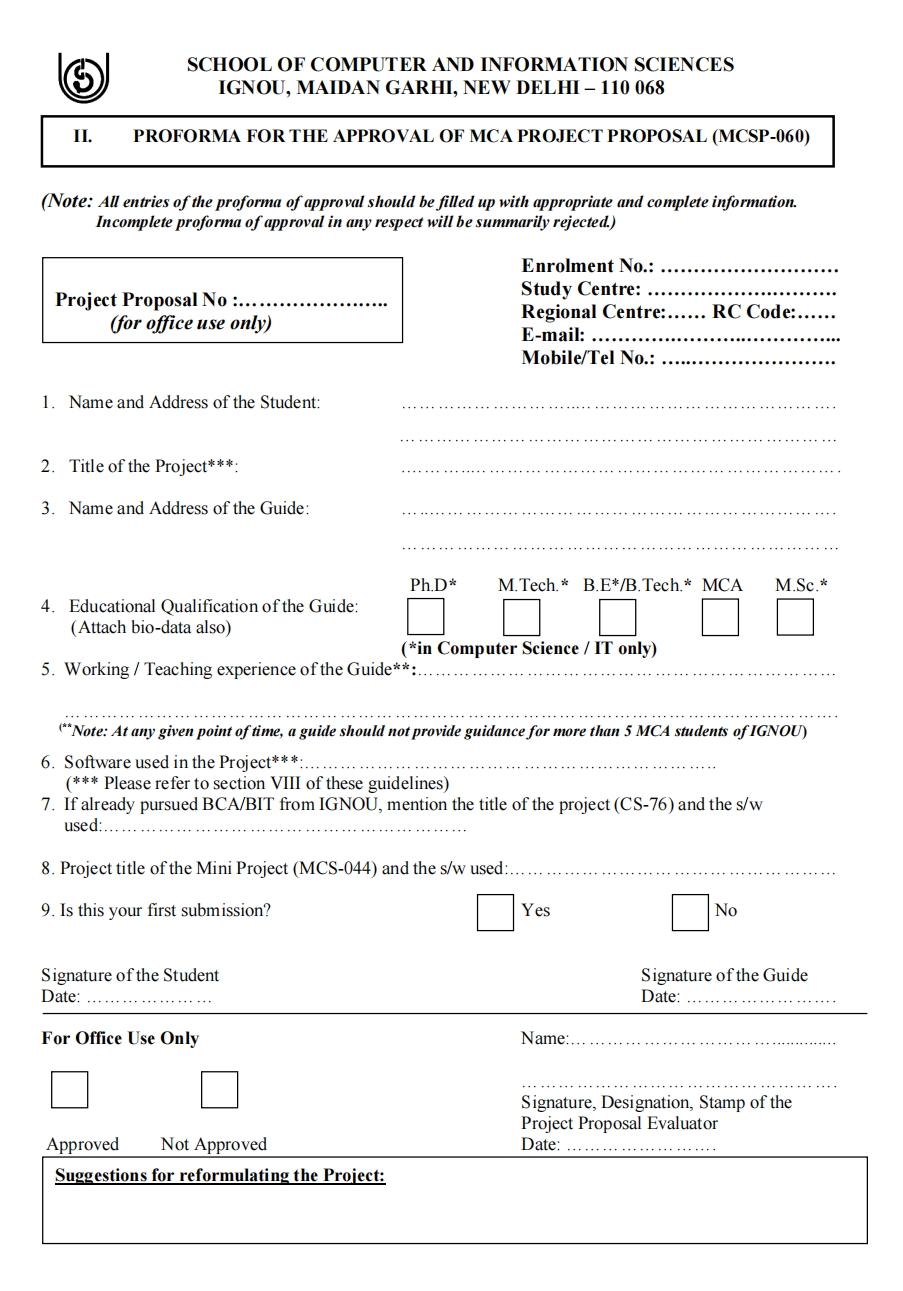 SCHOOL OF COMPUTER AND INFORMATION SCIENCES
IGNOU, MAIDAN GARHI, NEW DELHI – 110 068
II. PROFORMA FOR THE APPROVAL OF MCA PROJECT PROPOSAL (MCSP-060)
(Note: All entries of the proforma of approval should be filled up with appropriate and complete information.
Incomplete proforma of approval in any respect will be summarily rejected.)
Project Proposal No :…………………..
(for office use only)
Enrolment No.: ………………………
Study Centre: ……………….……….
Regional Centre:…… RC Code:……
E-mail: ………….………..…………...
Mobile/Tel No.: …..………………….
1. Name and Address of the Student: ……………………..…………………………………….
………………………………………………………………
2. Title of the Project***: ………..…………………………………………………….
3. Name and Address of the Guide: …..………………………………………………………….
………………………………………………………………
Ph.D* M.Tech.* B.E*/B.Tech.* MCA M.Sc.*
4. Educational Qualification of the Guide:
(Attach bio-data also)
(*in Computer Science / IT only)
5. Working / Teaching experience of the Guide**:……………………………………………………………
………………………………………………………………………………………………………………….
(**Note: At any given point of time, a guide should not provide guidance for more than 5 MCA students of IGNOU)
6. Software used in the Project***:…………………………………………………………..
(*** Please refer to section VIII of these guidelines)
7. If already pursued BCA/BIT from IGNOU, mention the title of the project (CS-76) and the s/w
used:……………………………………………………
8. Project title of the Mini Project (MCS-044) and the s/w used:………………………………………………
9. Is this your first submission? Yes No
Signature of the Student Signature of the Guide
Date: ………………… Date: …………………….
For Office Use Only Name:……………………………..............
…………………………………………….
Signature, Designation, Stamp of the
Project Proposal Evaluator
Approved Not Approved Date: …………………….
Suggestions for reformulating the Project: